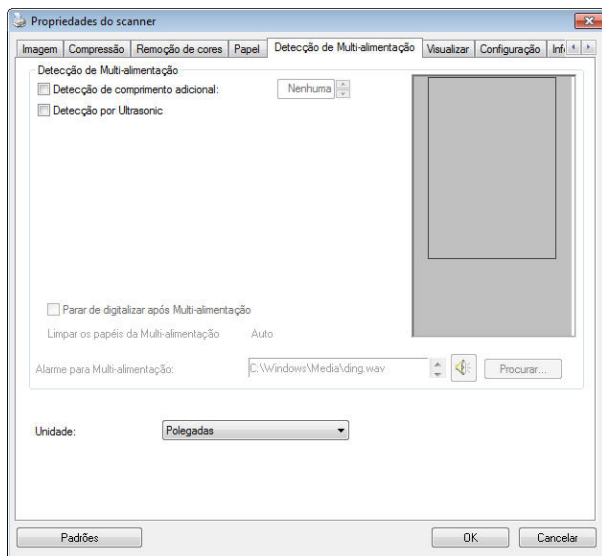 Propriedades do scanner
Imagem Compressão Remoção de cores Papel Detecção de Multi-alimentação Visualizar Configuração Inf
Detecção de Multi-alimentação
Detecção de comprimento adicional: Nenhuma
Detecção por Ultrasonic
Parar de digitalizar após Multi-alimentação
Limpar os papéis da Multi-alimentação Auto
Alarme para Multi-alimentação: C:\Windows\Media\ding.wav Procurar...
Unidade: Polegadas
Padrões OK Cancelar